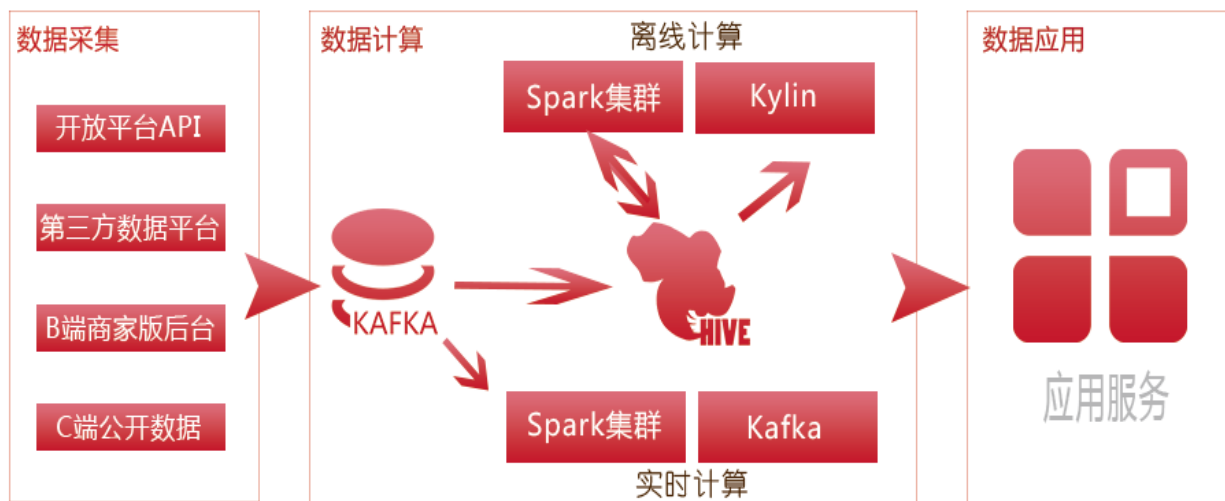 数据采集
开放平台API
第三方数据平台
B端商家版后台
C端公开数据
数据计算
离线计算
Spark集群
Kylin
KAFKA
HIVE
Spark集群
Kafka
实时计算
数据应用
应用服务